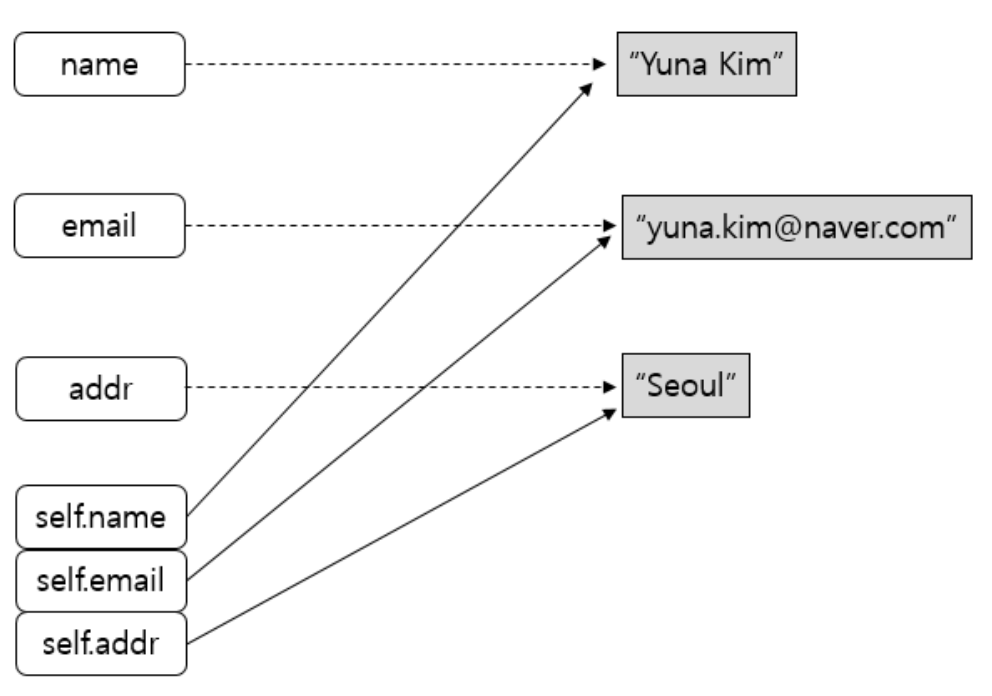 name
“Yuna Kim”
email
“yuna.kim@naver.com”
addr
“Seoul”
self.name
self.email
self.addr